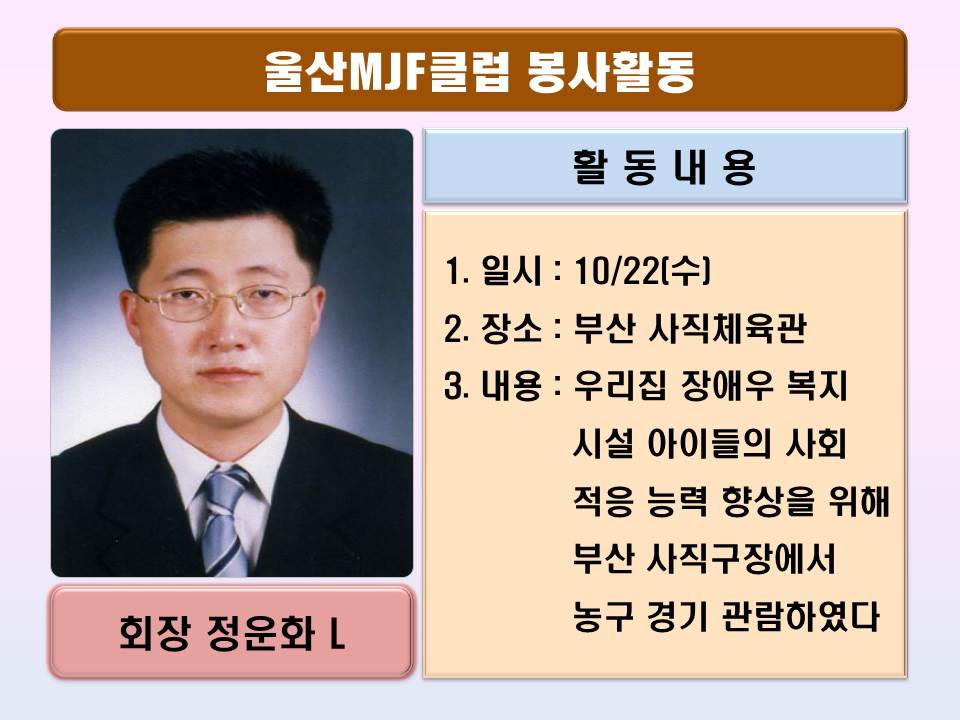 울산MJF클럽 봉사활동
활 동 내 용
1. 일시 : 10/22(수)
2. 장소 : 부산 사직체육관
3. 내용 : 우리집 장애우 복지
시설 아이들의 사회
적응 능력 향상을 위해
부산 사직구장에서
농구 경기 관람하였다
회장 정운화 L